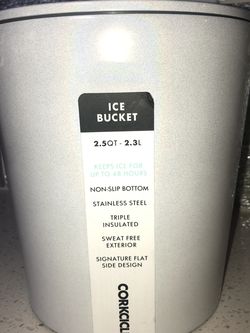 ICE
BUCKET
2.5QT - 2.3L
KEEPS ICE FOR
UP TO 48 HOURS
NON-SLIP BOTTOM
STAINLESS STEEL
TRIPLE
INSULATED
SWEAT FREE
EXTERIOR
SIGNATURE FLAT
SIDE DESIGN
CORKCICL